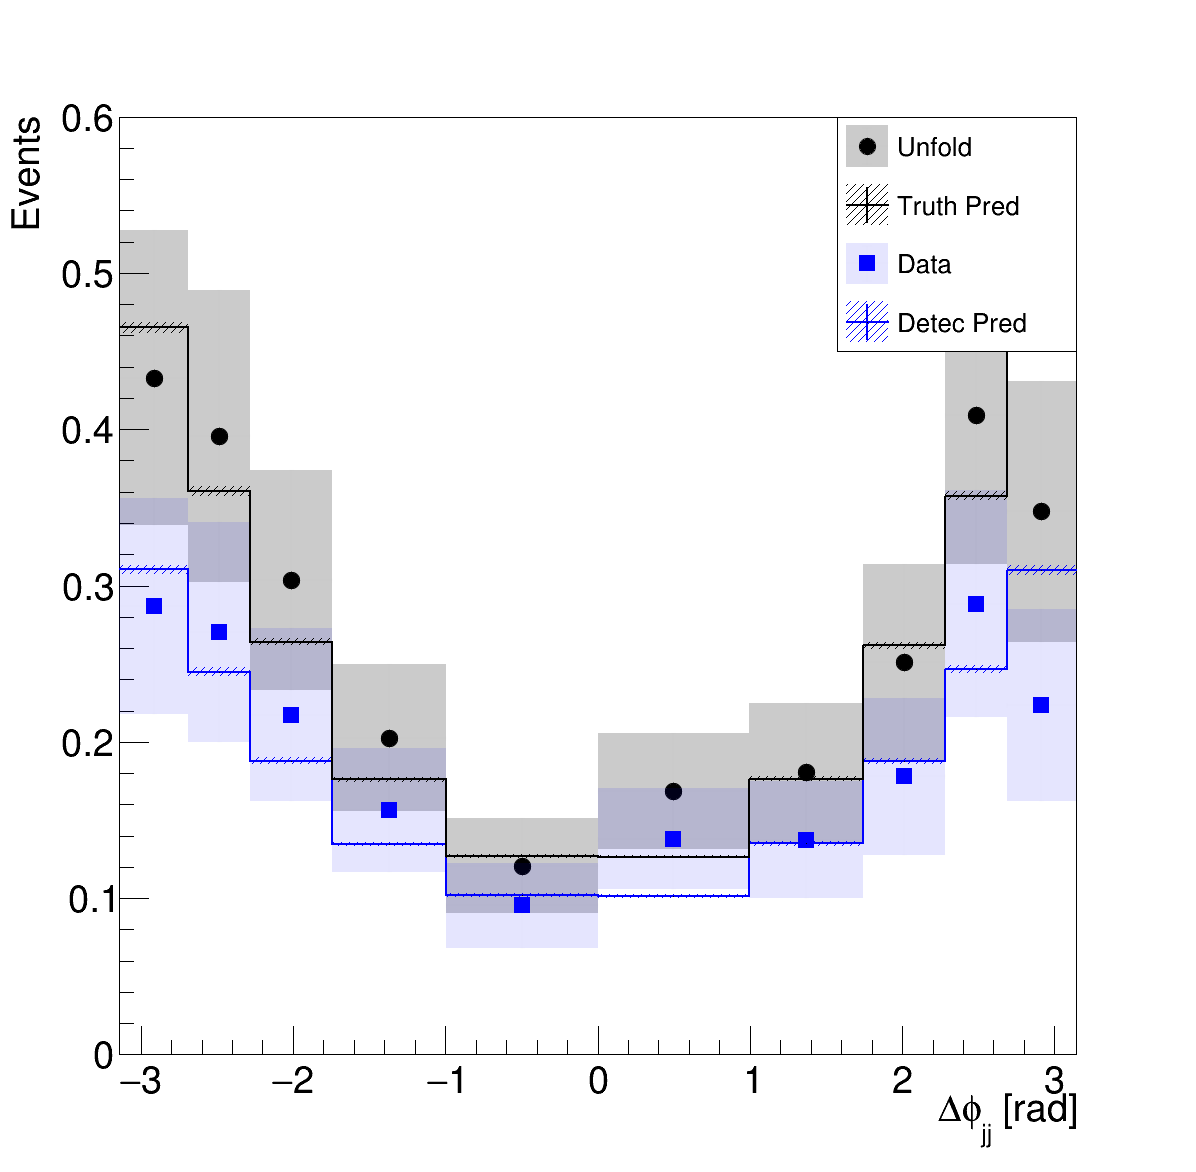 Events
0.6
0.5
0.4
0.3
0.2
0.1
0
−3 −2 −1 0 1 2 3
Δϕjj [rad]
Unfold
Truth Pred
Data
Detec Pred